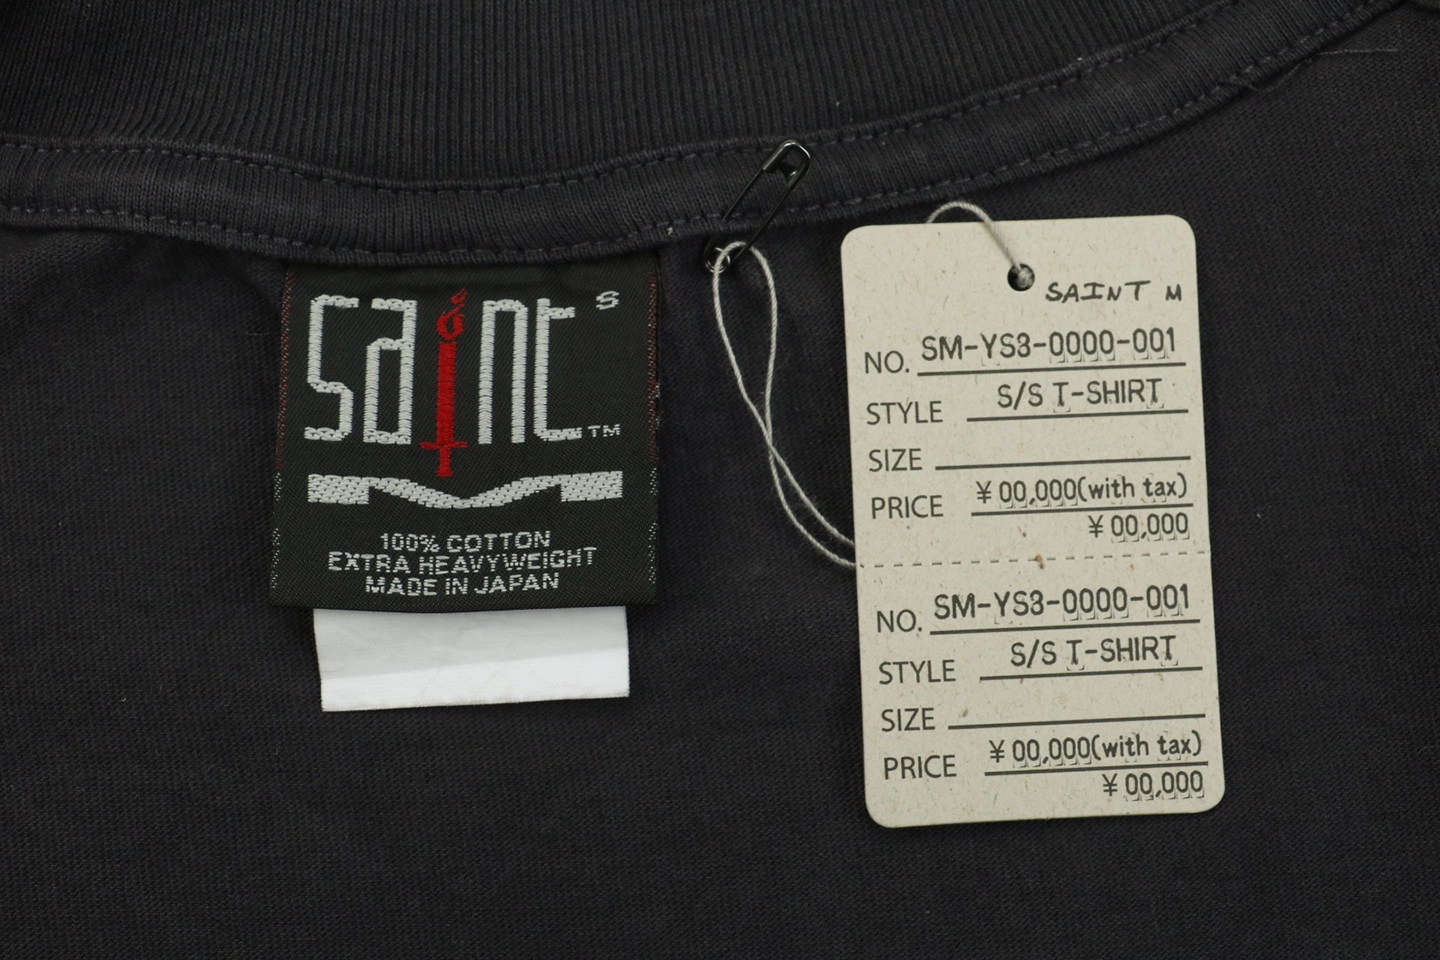 saint S
™
100% COTTON
EXTRA HEAVYWEIGHT
MADE IN JAPAN
SAINT M
NO. SM-YS3-0000-001
STYLE S/S T-SHIRT
SIZE
PRICE ¥00,000(with tax)
¥00,000
NO. SM-YS3-0000-001
STYLE S/S T-SHIRT
SIZE
PRICE ¥00,000(with tax)
¥00,000